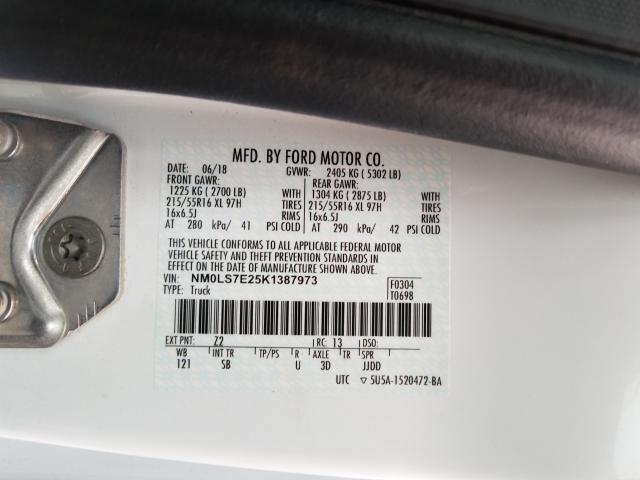 MFD. BY FORD MOTOR CO.
DATE: 06/18 GVWR: 2405 KG ( 5302 LB)
FRONT GAWR: REAR GAWR:
1225 KG ( 2700 LB) WITH 1304 KG ( 2875 LB) WITH
215/55R16 XL 97H TIRES 215/55R16 XL 97H TIRES
16x6.5J RIMS 16x6.5J RIMS
AT 280 kPa/ 41 PSI COLD AT 290 kPa/ 42 PSI COLD
THIS VEHICLE CONFORMS TO ALL APPLICABLE FEDERAL MOTOR
VEHICLE SAFETY AND THEFT PREVENTION STANDARDS IN
EFFECT ON THE DATE OF MANUFACTURE SHOWN ABOVE.
VIN: NM0LS7E25K1387973 F0304
TYPE: Truck T0698
EXT PNT: Z2 RC: 13 DSO:
WB INT TR TP/PS R AXLE TR SPR
121 SB U 3D JJDD
UTC ▽ 5U5A-1520472-BA